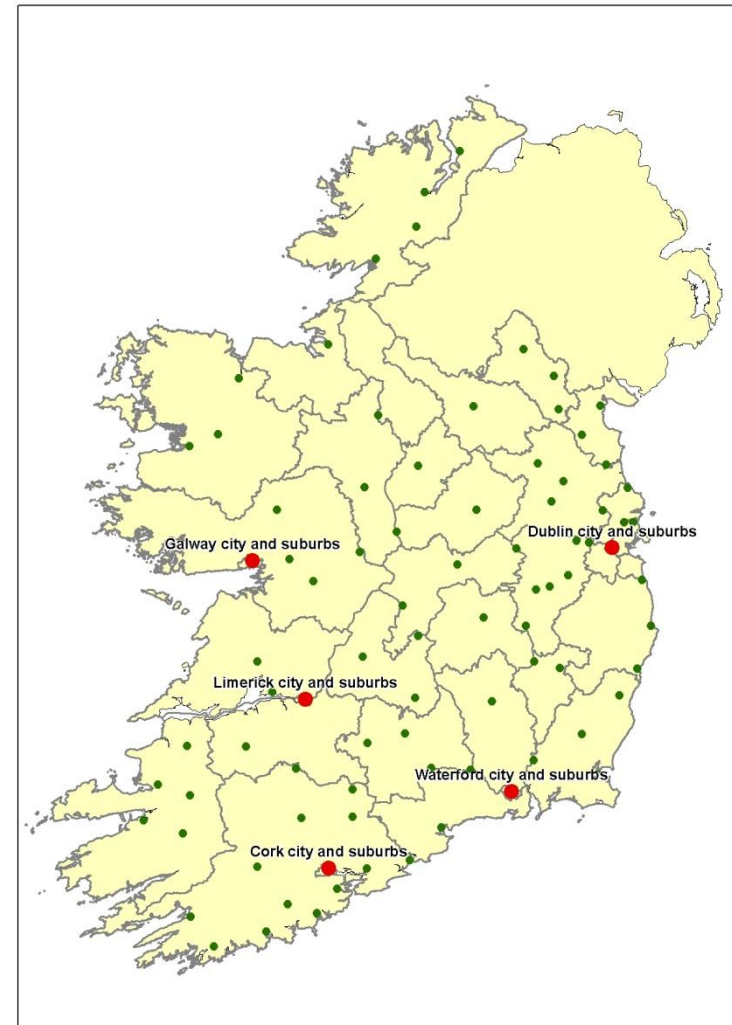 Dublin city and suburbs
Galway city and suburbs
Limerick city and suburbs
Waterford city and suburbs
Cork city and suburbs